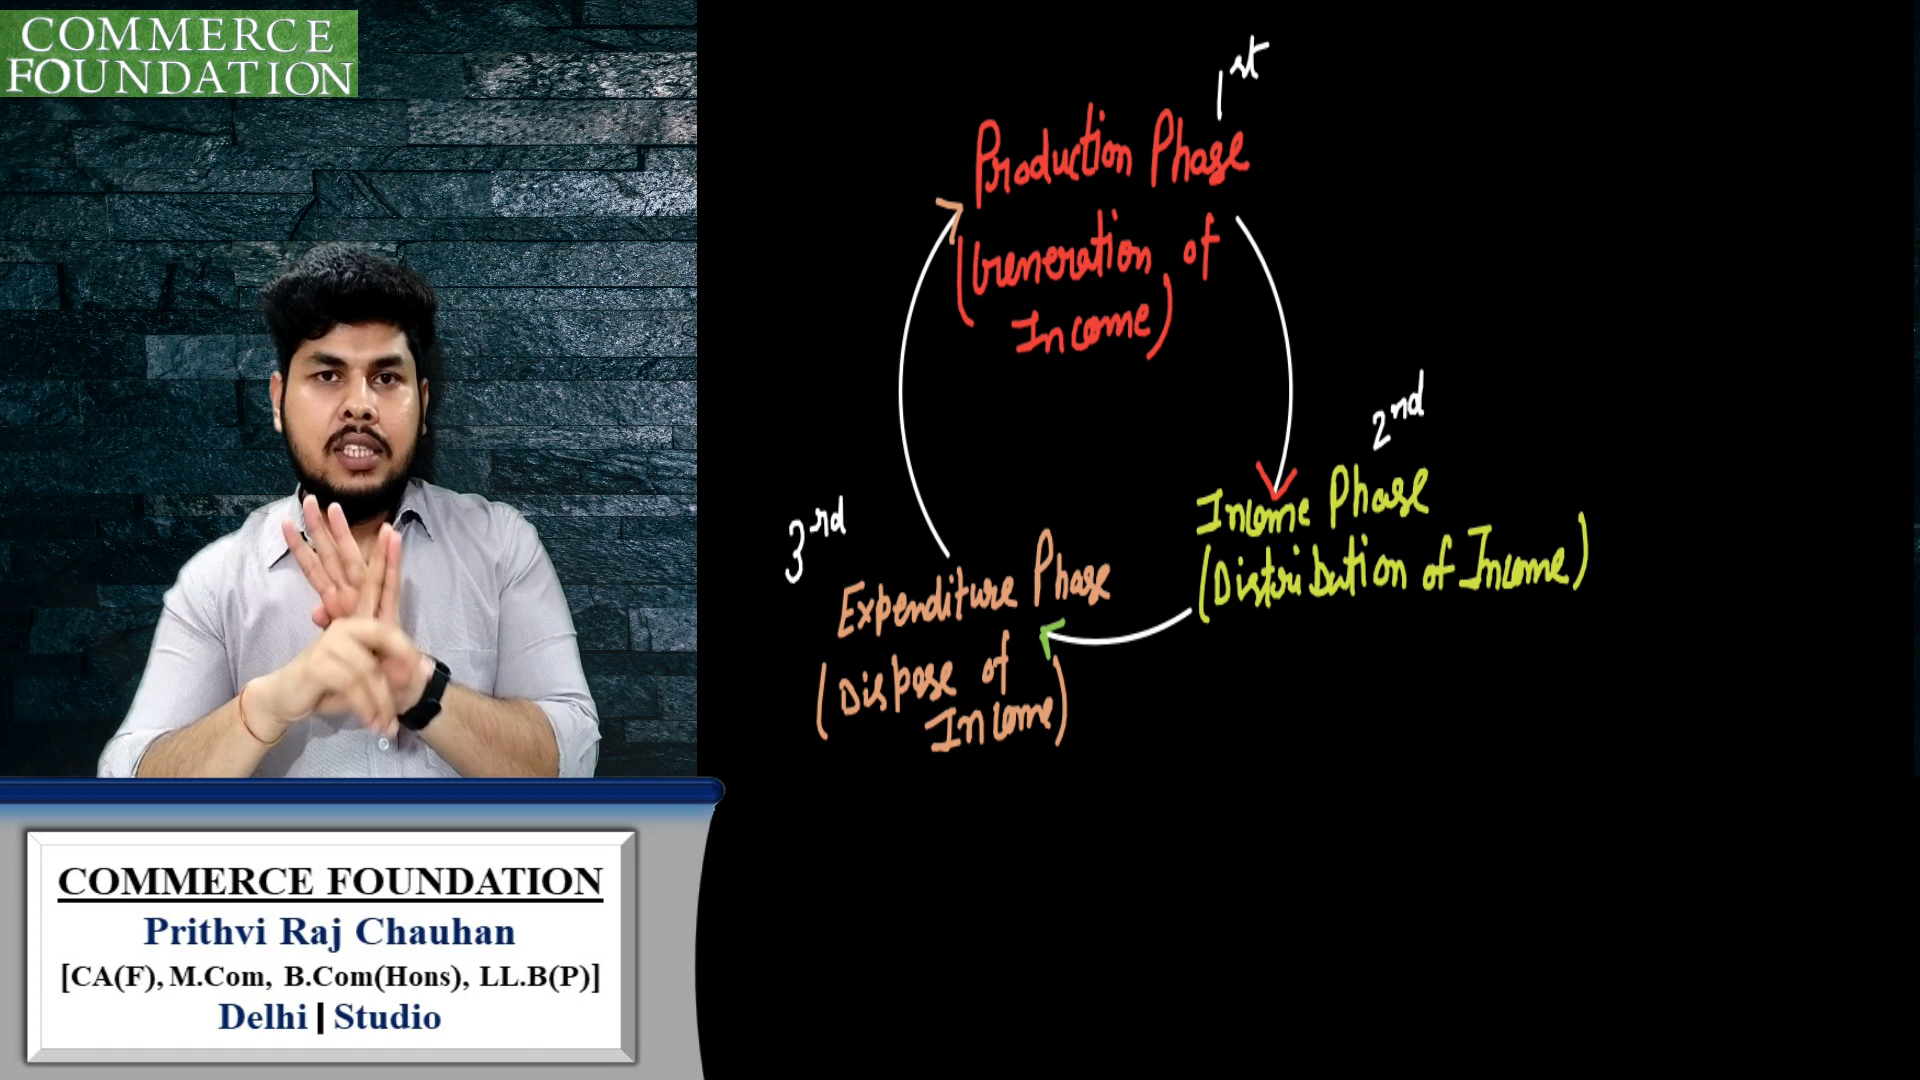 COMMERCE
FOUNDATION
1st
Production Phase
(Generation of
Income)
2nd
Income Phase
(Distribution of Income)
3rd
Expenditure Phase
(Dispose of
Income)
COMMERCE FOUNDATION
Prithvi Raj Chauhan
[CA(F), M.Com, B.Com(Hons), LL.B(P)]
Delhi | Studio